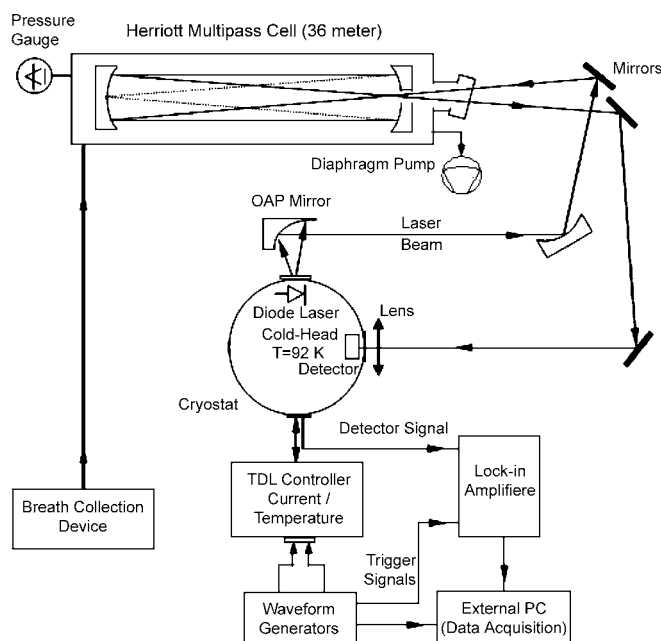 Pressure
Gauge
Herriott Multipass Cell (36 meter)
Mirrors
Diaphragm Pump
OAP Mirror
Laser
Beam
Diode Laser
Cold-Head
T=92 K
Detector
Lens
Cryostat
Detector Signal
TDL Controller
Current /
Temperature
Lock-in
Amplifiere
Breath Collection
Device
Trigger
Signals
Waveform
Generators
External PC
(Data Acquisition)